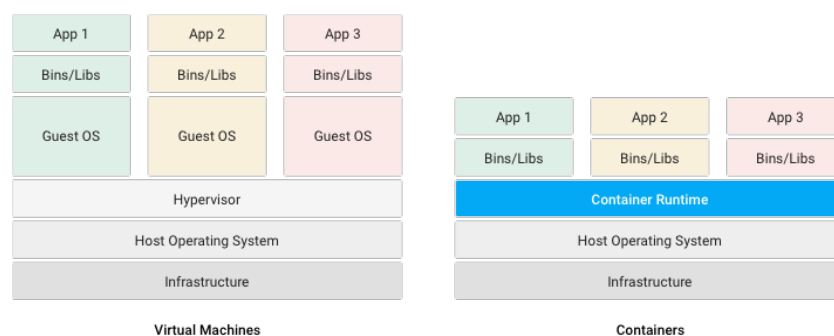 App 1
App 2
App 3
Bins/Libs
Bins/Libs
Bins/Libs
Guest OS
Guest OS
Guest OS
Hypervisor
Host Operating System
Infrastructure
Virtual Machines
App 1
App 2
App 3
Bins/Libs
Bins/Libs
Bins/Libs
Container Runtime
Host Operating System
Infrastructure
Containers